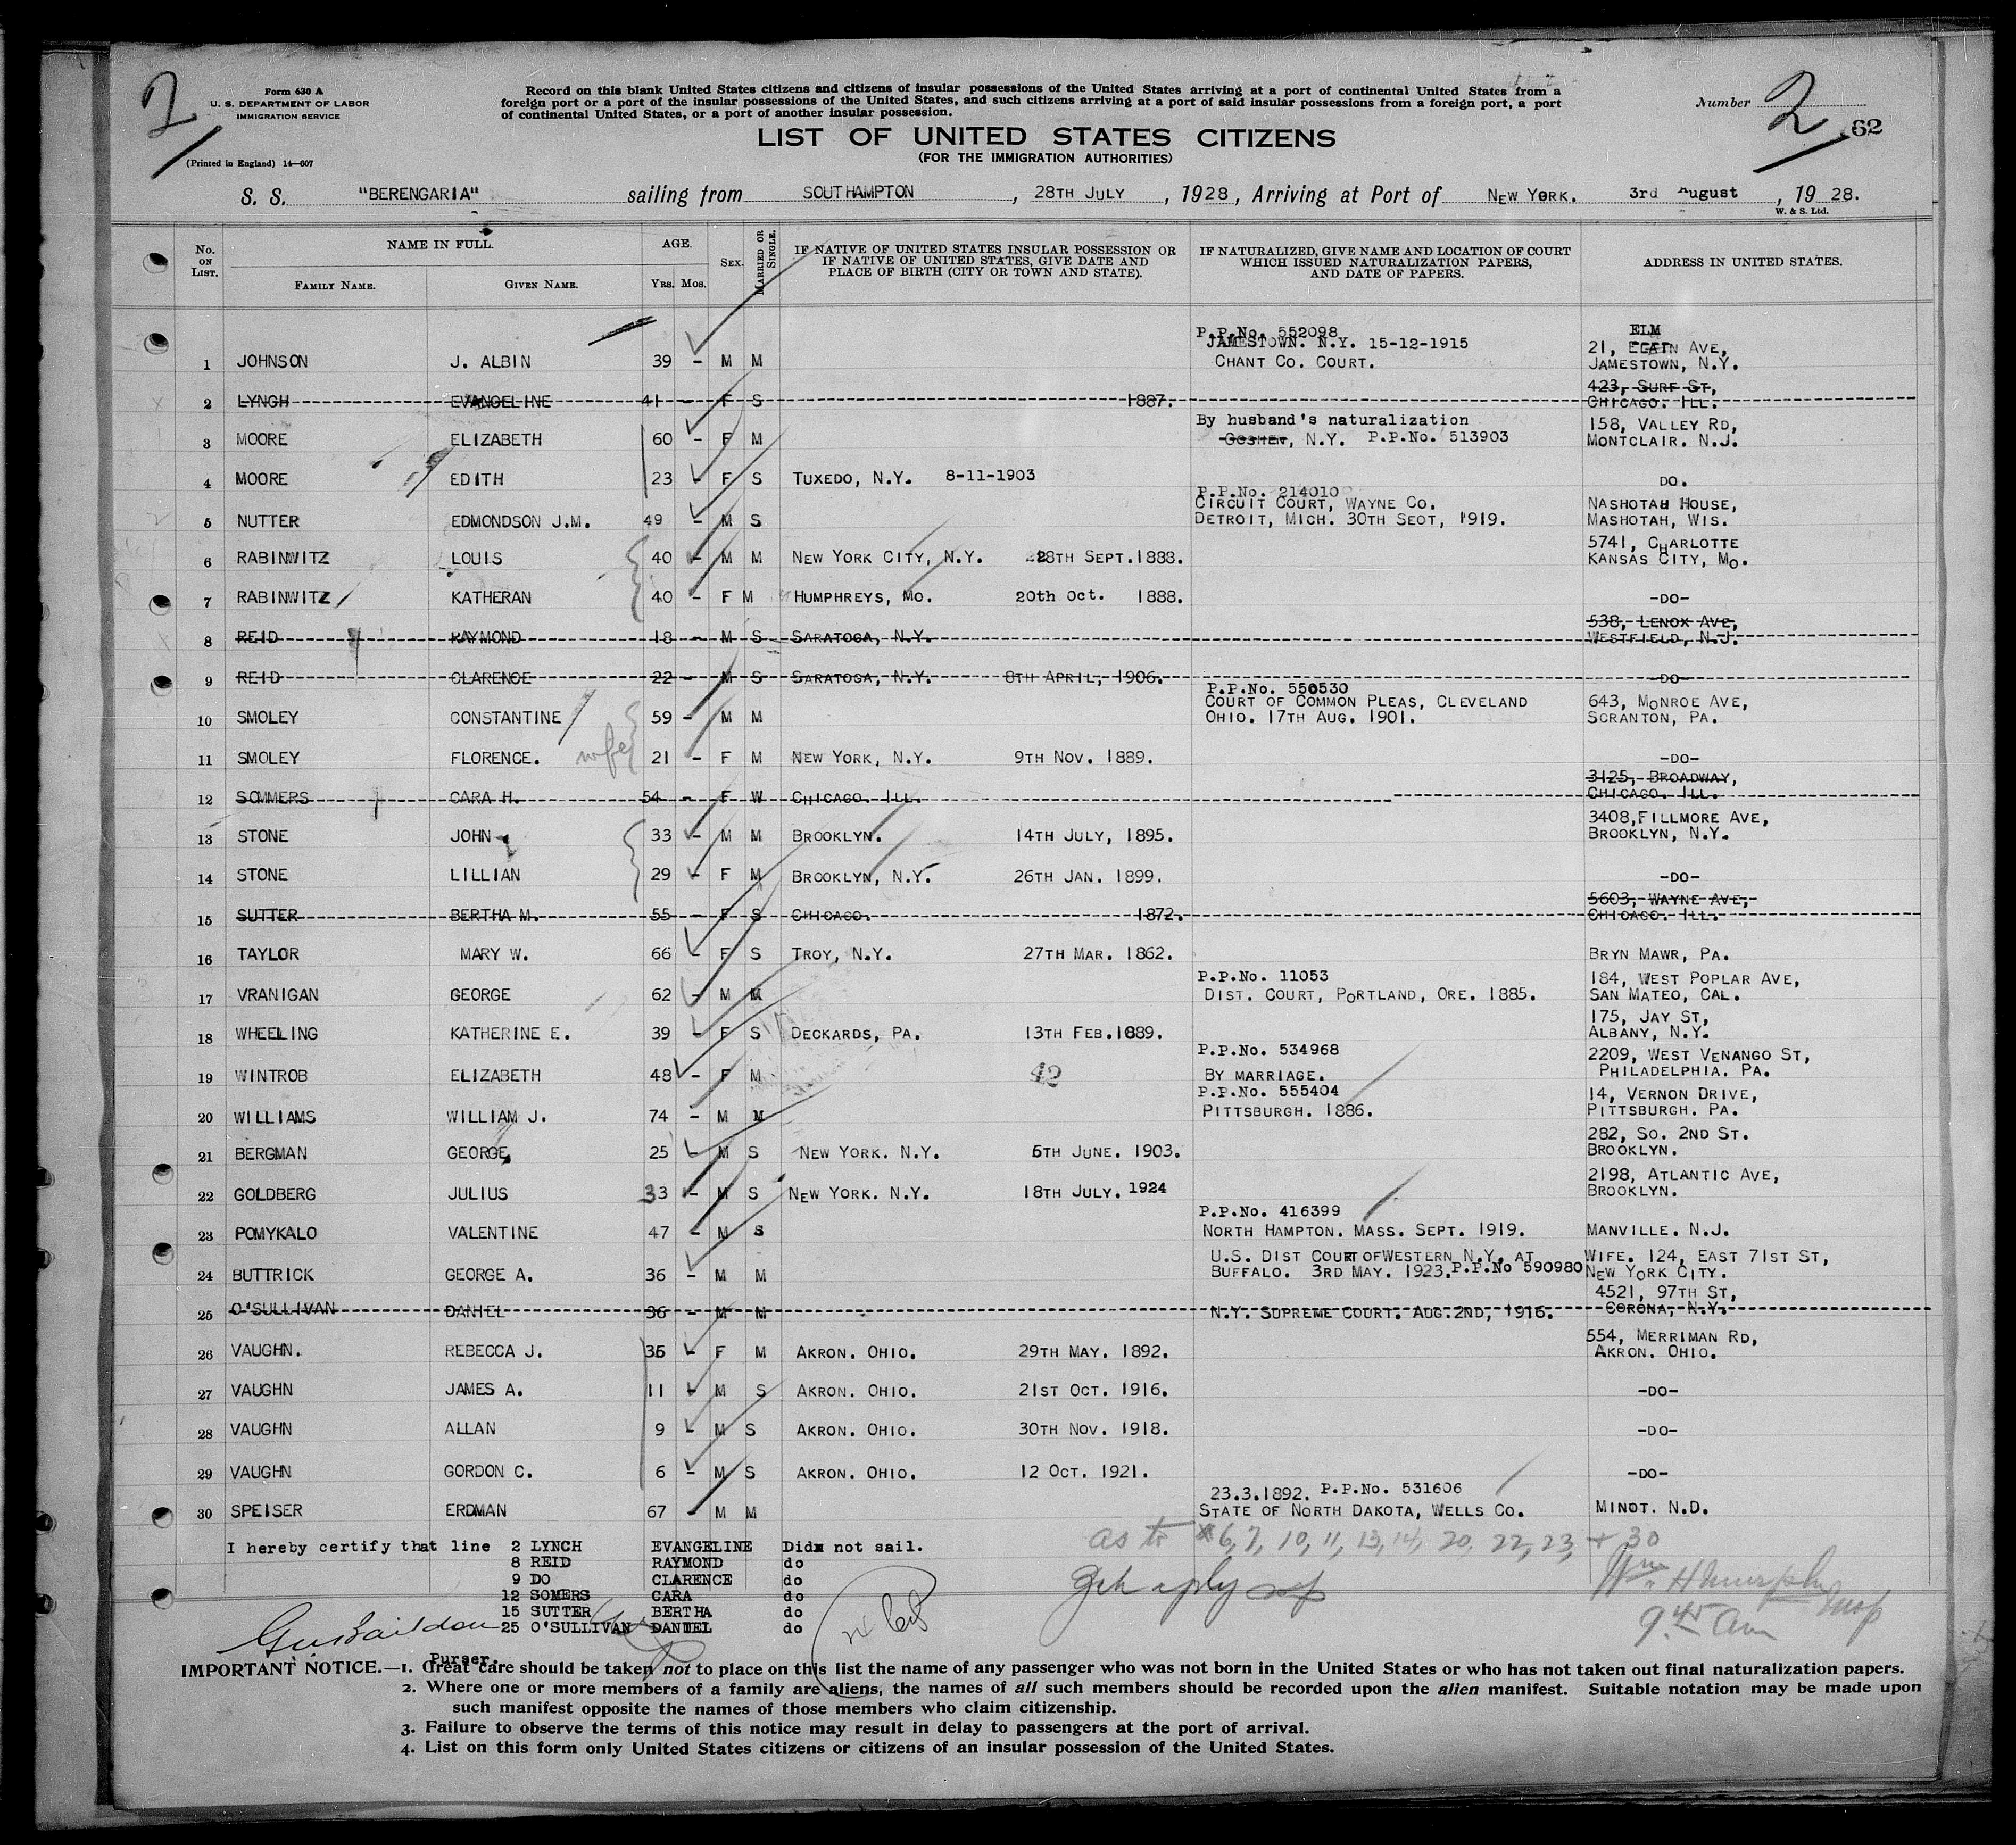 2
Form 630 A
U. S. DEPARTMENT OF LABOR
IMMIGRATION SERVICE
(Printed in England) 14—607
Record on this blank United States citizens and citizens of insular possessions of the United States arriving at a port of continental United States from a
foreign port or a port of the insular possessions of the United States, and such citizens arriving at a port of said insular possessions from a foreign port, a port
of continental United States, or a port of another insular possession.
Number 2
62
LIST OF UNITED STATES CITIZENS
(FOR THE IMMIGRATION AUTHORITIES)
S. S. "BERENGARIA" sailing from SOUTHAMPTON, 28TH JULY, 1928, Arriving at Port of NEW YORK. 3rd August, 1928.
W. & S. Ltd.
No. ON LIST. NAME IN FULL. AGE. SEX. MARRIED OR SINGLE. IF NATIVE OF UNITED STATES INSULAR POSSESSION OR IF NATIVE OF UNITED STATES, GIVE DATE AND PLACE OF BIRTH (CITY OR TOWN AND STATE). IF NATURALIZED, GIVE NAME AND LOCATION OF COURT WHICH ISSUED NATURALIZATION PAPERS, AND DATE OF PAPERS. ADDRESS IN UNITED STATES.
FAMILY NAME. GIVEN NAME. YRS. MOS.
P.P.No. 552098 ELM
JAMESTOWN. N.Y. 15-12-1915 21, AVE,
1 JOHNSON J. ALBIN 39 - M M CHANT CO. COURT. JAMESTOWN, N.Y.
423, SURF ST,
2 LYNGH EVANGELINE 41 - F S 1887. CHICAGO. ILL.
By husband's naturalization 158, VALLEY RD,
3 MOORE ELIZABETH 60 - F M GOSHEN, N.Y. P.P.No. 513903 MONTCLAIR. N.J.
4 MOORE EDITH 23 - F S TUXEDO, N.Y. 8-11-1903 DO.
P.P.No. 214010
CIRCUIT COURT, WAYNE CO. NASHOTAH HOUSE,
5 NUTTER EDMONDSON J.M. 49 - M S DETROIT, MICH. 30TH SEOT, 1919. MASHOTAH, WIS.
5741, CHARLOTTE
6 RABINWITZ LOUIS 40 - M M NEW YORK CITY, N.Y. 28TH SEPT.1888. KANSAS CITY, MO.
7 RABINWITZ KATHERAN 40 - F M HUMPHREYS, MO. 20th Oct. 1888. -DO-
538, LENOX AVE,
8 REID RAYMOND 18 - M S SARATOGA, N.Y. WESTFIELD, N.J.
9 REID CLARENCE 22 - M S SARATOGA, N.Y. 8TH APRIL, 1906. -DO-
P.P.No. 550530
COURT OF COMMON PLEAS, CLEVELAND 643, MONROE AVE,
10 SMOLEY CONSTANTINE 59 - M M OHIO. 17TH AUG. 1901. SCRANTON, PA.
11 SMOLEY FLORENCE. wife 21 - F M NEW YORK, N.Y. 9TH NOV. 1889. -DO-
3125, BROADWAY,
12 SOMMERS CARA H. 54 - F W CHICAGO. ILL. CHICAGO. ILL.
3408,FILLMORE AVE,
13 STONE JOHN 33 - M M BROOKLYN. 14TH JULY, 1895. BROOKLYN, N.Y.
14 STONE LILLIAN 29 - F M BROOKLYN, N.Y. 26TH JAN. 1899. -DO-
5603, WAYNE AVE,
15 SUTTER BERTHA M. 55 - F S CHICAGO. 1872. CHICAGO. ILL.
16 TAYLOR MARY W. 66 - F S TROY, N.Y. 27TH MAR. 1862. BRYN MAWR, PA.
P.P.No. 11053 184, WEST POPLAR AVE,
17 VRANIGAN GEORGE 62 - M M DIST. COURT, PORTLAND, ORE. 1885. SAN MATEO, CAL.
175, JAY ST,
18 WHEELING KATHERINE E. 39 - F S DECKARDS, PA. 13TH FEB.1889. ALBANY, N.Y.
P.P.No. 534968 2209, WEST VENANGO ST,
19 WINTROB ELIZABETH 48 - F M 42 BY MARRIAGE. PHILADELPHIA. PA.
P.P.No. 555404 14, VERNON DRIVE,
20 WILLIAMS WILLIAM J. 74 - M M PITTSBURGH. 1886. PITTSBURGH. PA.
282, SO. 2ND ST.
21 BERGMAN GEORGE 25 - M S NEW YORK. N.Y. 5TH JUNE. 1903. BROOKLYN.
2198, ATLANTIC AVE,
22 GOLDBERG JULIUS 33 - M S NEW YORK. N.Y. 18TH JULY. 1924 BROOKLYN.
P.P.No. 416399
23 POMYKALO VALENTINE 47 - M S NORTH HAMPTON. MASS. SEPT. 1919. MANVILLE. N.J.
U.S. DIST COURT OF WESTERN N.Y. AT WIFE. 124, EAST 71ST ST,
24 BUTTRICK GEORGE A. 36 - M M BUFFALO. 3RD MAY. 1923. P.P.No 590980 NEW YORK CITY.
4521, 97TH ST,
25 O'SULLIVAN DANIEL 36 - M M N.Y. SUPREME COURT. AUG.2ND, 1916. CORONA, N.Y.
554, MERRIMAN RD,
26 VAUGHN. REBECCA J. 36 - F M AKRON. OHIO. 29TH MAY. 1892. AKRON. OHIO.
27 VAUGHN JAMES A. 11 - M S AKRON. OHIO. 21ST OCT. 1916. -DO-
28 VAUGHN ALLAN 9 - M S AKRON. OHIO. 30TH NOV. 1918. -DO-
29 VAUGHN GORDON C. 6 - M S AKRON. OHIO. 12 OCT. 1921. -DO-
23.3.1892. P.P.No. 531606
30 SPEISER ERDMAN 67 - M M STATE OF NORTH DAKOTA, WELLS CO. MINOT. N.D.
as to #6, 7, 10, 11, 13, 14, 20, 22, 23, + 30
I hereby certify that line 2 LYNCH EVANGELINE Didn not sail.
8 REID RAYMOND do
9 DO CLARENCE do
12 SOMERS CARA do
15 SUTTER BERTHA do
25 O'SULLIVAN DANIEL do
Wm H Murphy Insp
9.45 am
Purser.
IMPORTANT NOTICE.—1. Great care should be taken not to place on this list the name of any passenger who was not born in the United States or who has not taken out final naturalization papers.
2. Where one or more members of a family are aliens, the names of all such members should be recorded upon the alien manifest. Suitable notation may be made upon
such manifest opposite the names of those members who claim citizenship.
3. Failure to observe the terms of this notice may result in delay to passengers at the port of arrival.
4. List on this form only United States citizens or citizens of an insular possession of the United States.